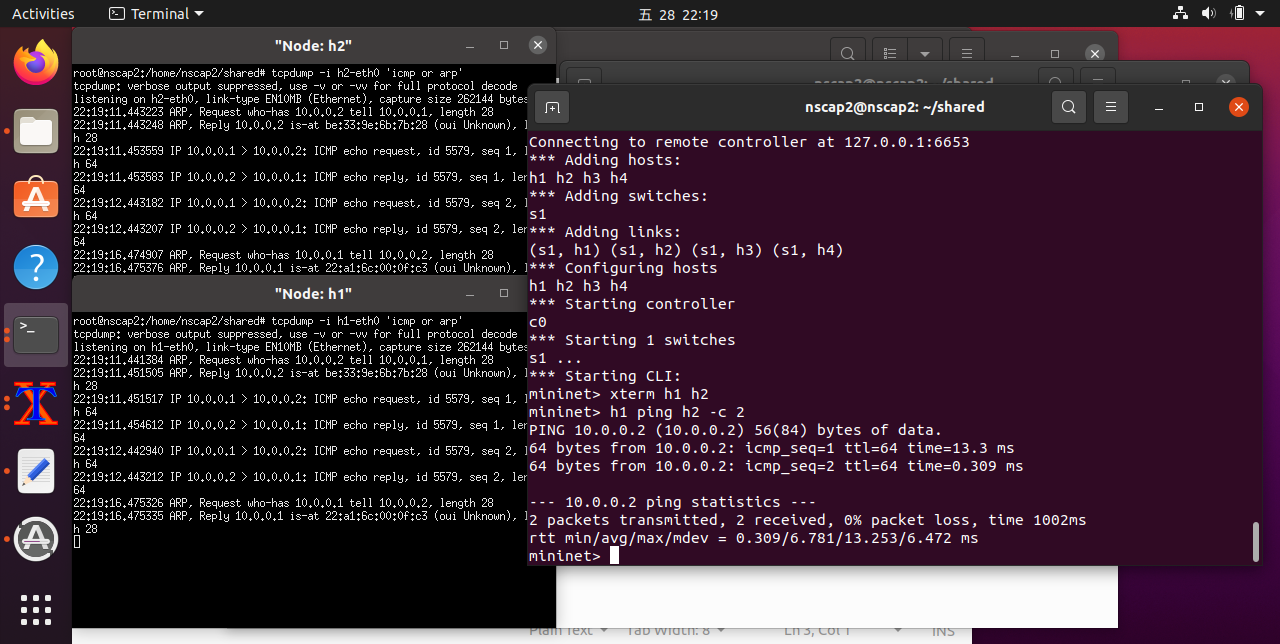 Activities Terminal 五 28 22:19
"Node: h2"
root@nscap2:/home/nscap2/shared# tcpdump -i h2-eth0 'icmp or arp'
tcpdump: verbose output suppressed, use -v or -vv for full protocol decode
listening on h2-eth0, link-type EN10MB (Ethernet), capture size 262144 bytes
22:19:11.443223 ARP, Request who-has 10.0.0.2 tell 10.0.0.1, length 28
22:19:11.443248 ARP, Reply 10.0.0.2 is-at be:33:9e:6b:7b:28 (oui Unknown), l
h 28
22:19:11.453559 IP 10.0.0.1 > 10.0.0.2: ICMP echo request, id 5579, seq 1, l
h 64
22:19:11.453583 IP 10.0.0.2 > 10.0.0.1: ICMP echo reply, id 5579, seq 1, len
64
22:19:12.443182 IP 10.0.0.1 > 10.0.0.2: ICMP echo request, id 5579, seq 2, l
h 64
22:19:12.443207 IP 10.0.0.2 > 10.0.0.1: ICMP echo reply, id 5579, seq 2, len
64
22:19:16.474907 ARP, Request who-has 10.0.0.1 tell 10.0.0.2, length 28
22:19:16.475376 ARP, Reply 10.0.0.1 is-at 22:a1:6c:00:0f:c3 (oui Unknown), l
"Node: h1"
root@nscap2:/home/nscap2/shared# tcpdump -i h1-eth0 'icmp or arp'
tcpdump: verbose output suppressed, use -v or -vv for full protocol decode
listening on h1-eth0, link-type EN10MB (Ethernet), capture size 262144 bytes
22:19:11.441384 ARP, Request who-has 10.0.0.2 tell 10.0.0.1, length 28
22:19:11.451505 ARP, Reply 10.0.0.2 is-at be:33:9e:6b:7b:28 (oui Unknown), l
h 28
22:19:11.451517 IP 10.0.0.1 > 10.0.0.2: ICMP echo request, id 5579, seq 1, l
h 64
22:19:11.454612 IP 10.0.0.2 > 10.0.0.1: ICMP echo reply, id 5579, seq 1, len
64
22:19:12.442940 IP 10.0.0.1 > 10.0.0.2: ICMP echo request, id 5579, seq 2, l
h 64
22:19:12.443212 IP 10.0.0.2 > 10.0.0.1: ICMP echo reply, id 5579, seq 2, len
64
22:19:16.475326 ARP, Request who-has 10.0.0.1 tell 10.0.0.2, length 28
22:19:16.475335 ARP, Reply 10.0.0.1 is-at 22:a1:6c:00:0f:c3 (oui Unknown), l
h 28
nscap2@nscap2: ~/shared
nscap2@nscap2: ~/shared
Connecting to remote controller at 127.0.0.1:6653
*** Adding hosts:
h1 h2 h3 h4
*** Adding switches:
s1
*** Adding links:
(s1, h1) (s1, h2) (s1, h3) (s1, h4)
*** Configuring hosts
h1 h2 h3 h4
*** Starting controller
c0
*** Starting 1 switches
s1 ...
*** Starting CLI:
mininet> xterm h1 h2
mininet> h1 ping h2 -c 2
PING 10.0.0.2 (10.0.0.2) 56(84) bytes of data.
64 bytes from 10.0.0.2: icmp_seq=1 ttl=64 time=13.3 ms
64 bytes from 10.0.0.2: icmp_seq=2 ttl=64 time=0.309 ms
--- 10.0.0.2 ping statistics ---
2 packets transmitted, 2 received, 0% packet loss, time 1002ms
rtt min/avg/max/mdev = 0.309/6.781/13.253/6.472 ms
mininet>
Plain Text Tab Width: 8 Ln 3, Col 1 INS